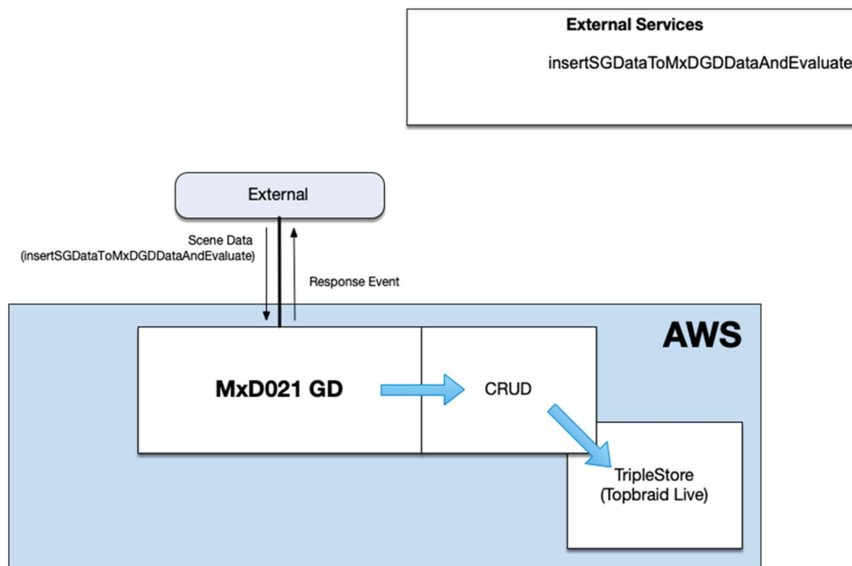 External Services
insertSGDataToMxDGDDataAndEvaluate
External
Scene Data
(insertSGDataToMxDGDDataAndEvaluate)
Response Event
AWS
MxD021 GD
CRUD
TripleStore
(Topbraid Live)